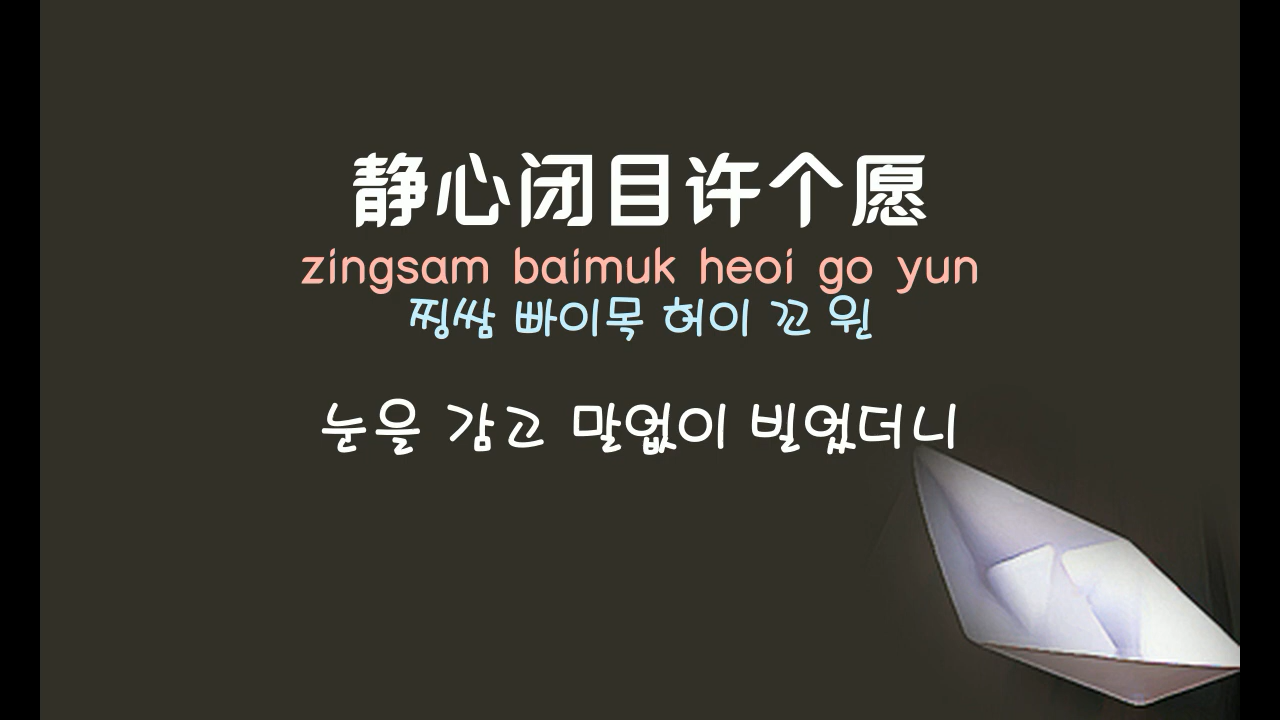 静心闭目许个愿
zingsam baimuk heoi go yun
찡쌈 빠이목 허이 꼬 윈
눈을 감고 말없이 빌었더니